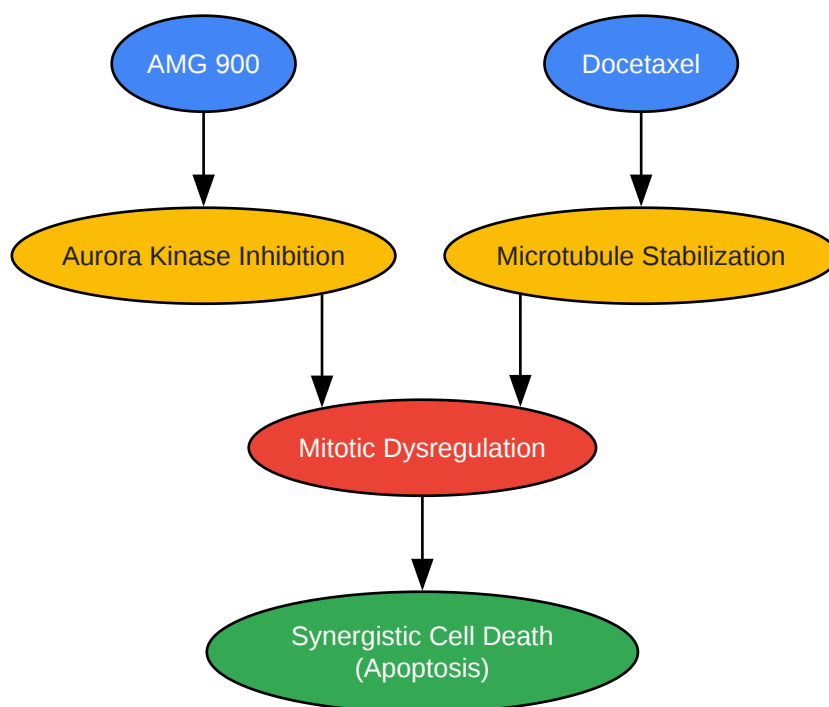 AMG 900
Docetaxel
Aurora Kinase Inhibition
Microtubule Stabilization
Mitotic Dysregulation
Synergistic Cell Death
(Apoptosis)